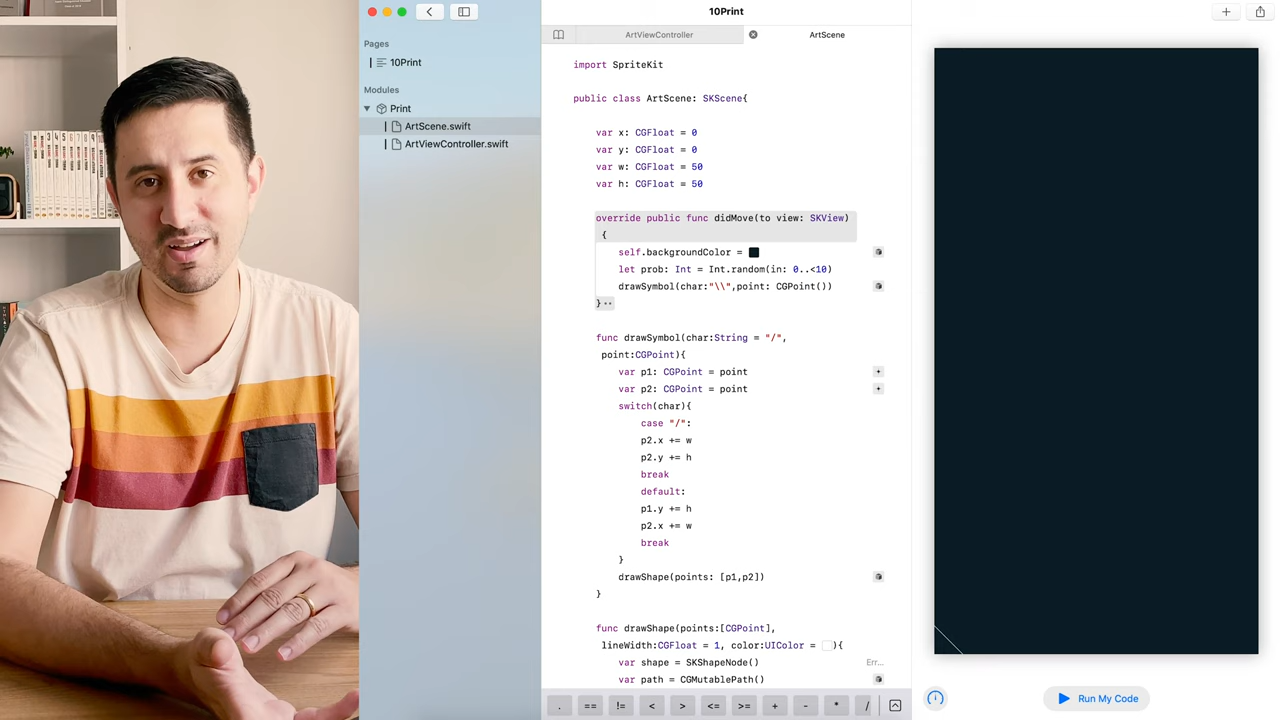 10Print
Pages
10Print
Modules
Print
ArtScene.swift
ArtViewController.swift
ArtViewController
ArtScene
import SpriteKit
public class ArtScene: SKScene{
var x: CGFloat = 0
var y: CGFloat = 0
var w: CGFloat = 50
var h: CGFloat = 50
override public func didMove(to view: SKView)
{
self.backgroundColor =
let prob: Int = Int.random(in: 0..<10)
drawSymbol(char:"\\",point: CGPoint())
}
func drawSymbol(char:String = "/",
point:CGPoint){
var p1: CGPoint = point
var p2: CGPoint = point
switch(char){
case "/":
p2.x += w
p2.y += h
break
default:
p1.y += h
p2.x += w
break
}
drawShape(points: [p1,p2])
}
func drawShape(points:[CGPoint],
lineWidth:CGFloat = 1, color:UIColor = ){
var shape = SKShapeNode()
Err...
var path = CGMutablePath()
. == != < > <= >= + - * /
Run My Code